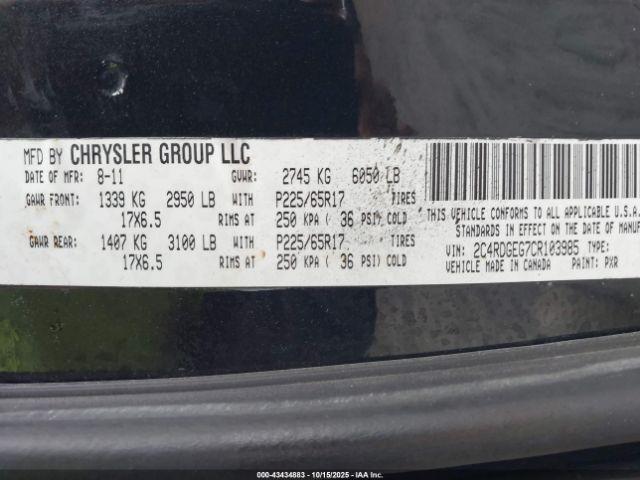 MFD BY CHRYSLER GROUP LLC
DATE OF MFR: 8-11 GVWR: 2745 KG 6050 LB
GAWR FRONT: 1339 KG 2950 LB WITH P225/65R17 TIRES
17X6.5 RIMS AT 250 KPA ( 36 PSI) COLD
GAWR REAR: 1407 KG 3100 LB WITH P225/65R17 TIRES
17X6.5 RIMS AT 250 KPA ( 36 PSI) COLD
THIS VEHICLE CONFORMS TO ALL APPLICABLE U.S.A.
STANDARDS IN EFFECT ON THE DATE OF MANUF
VIN: 2C4RDGEG7CR103985 TYPE:
VEHICLE MADE IN CANADA PAINT: PXR
000-43434883 | 10/15/2025 - IAA Inc.